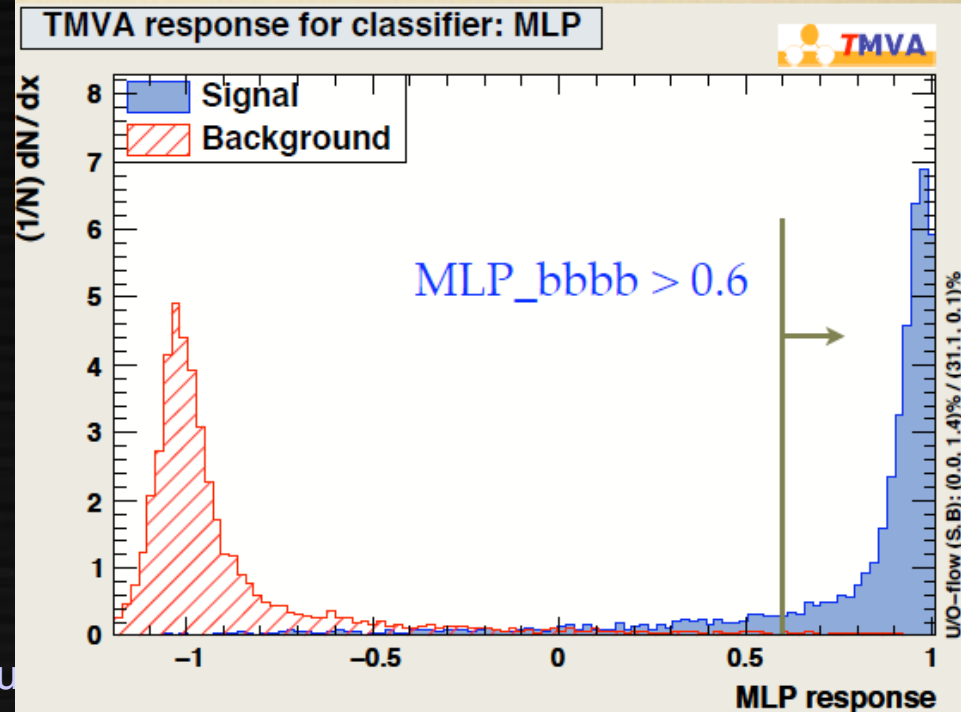 TMVA response for classifier: MLP
TMVA
(1/N) dN / dx
Signal
Background
MLP_bbbb > 0.6
8
7
6
5
4
3
2
1
0
−1
−0.5
0
0.5
1
MLP response
U/O−flow (S,B): (0.0, 1.4)% / (31.1, 0.1)%
u